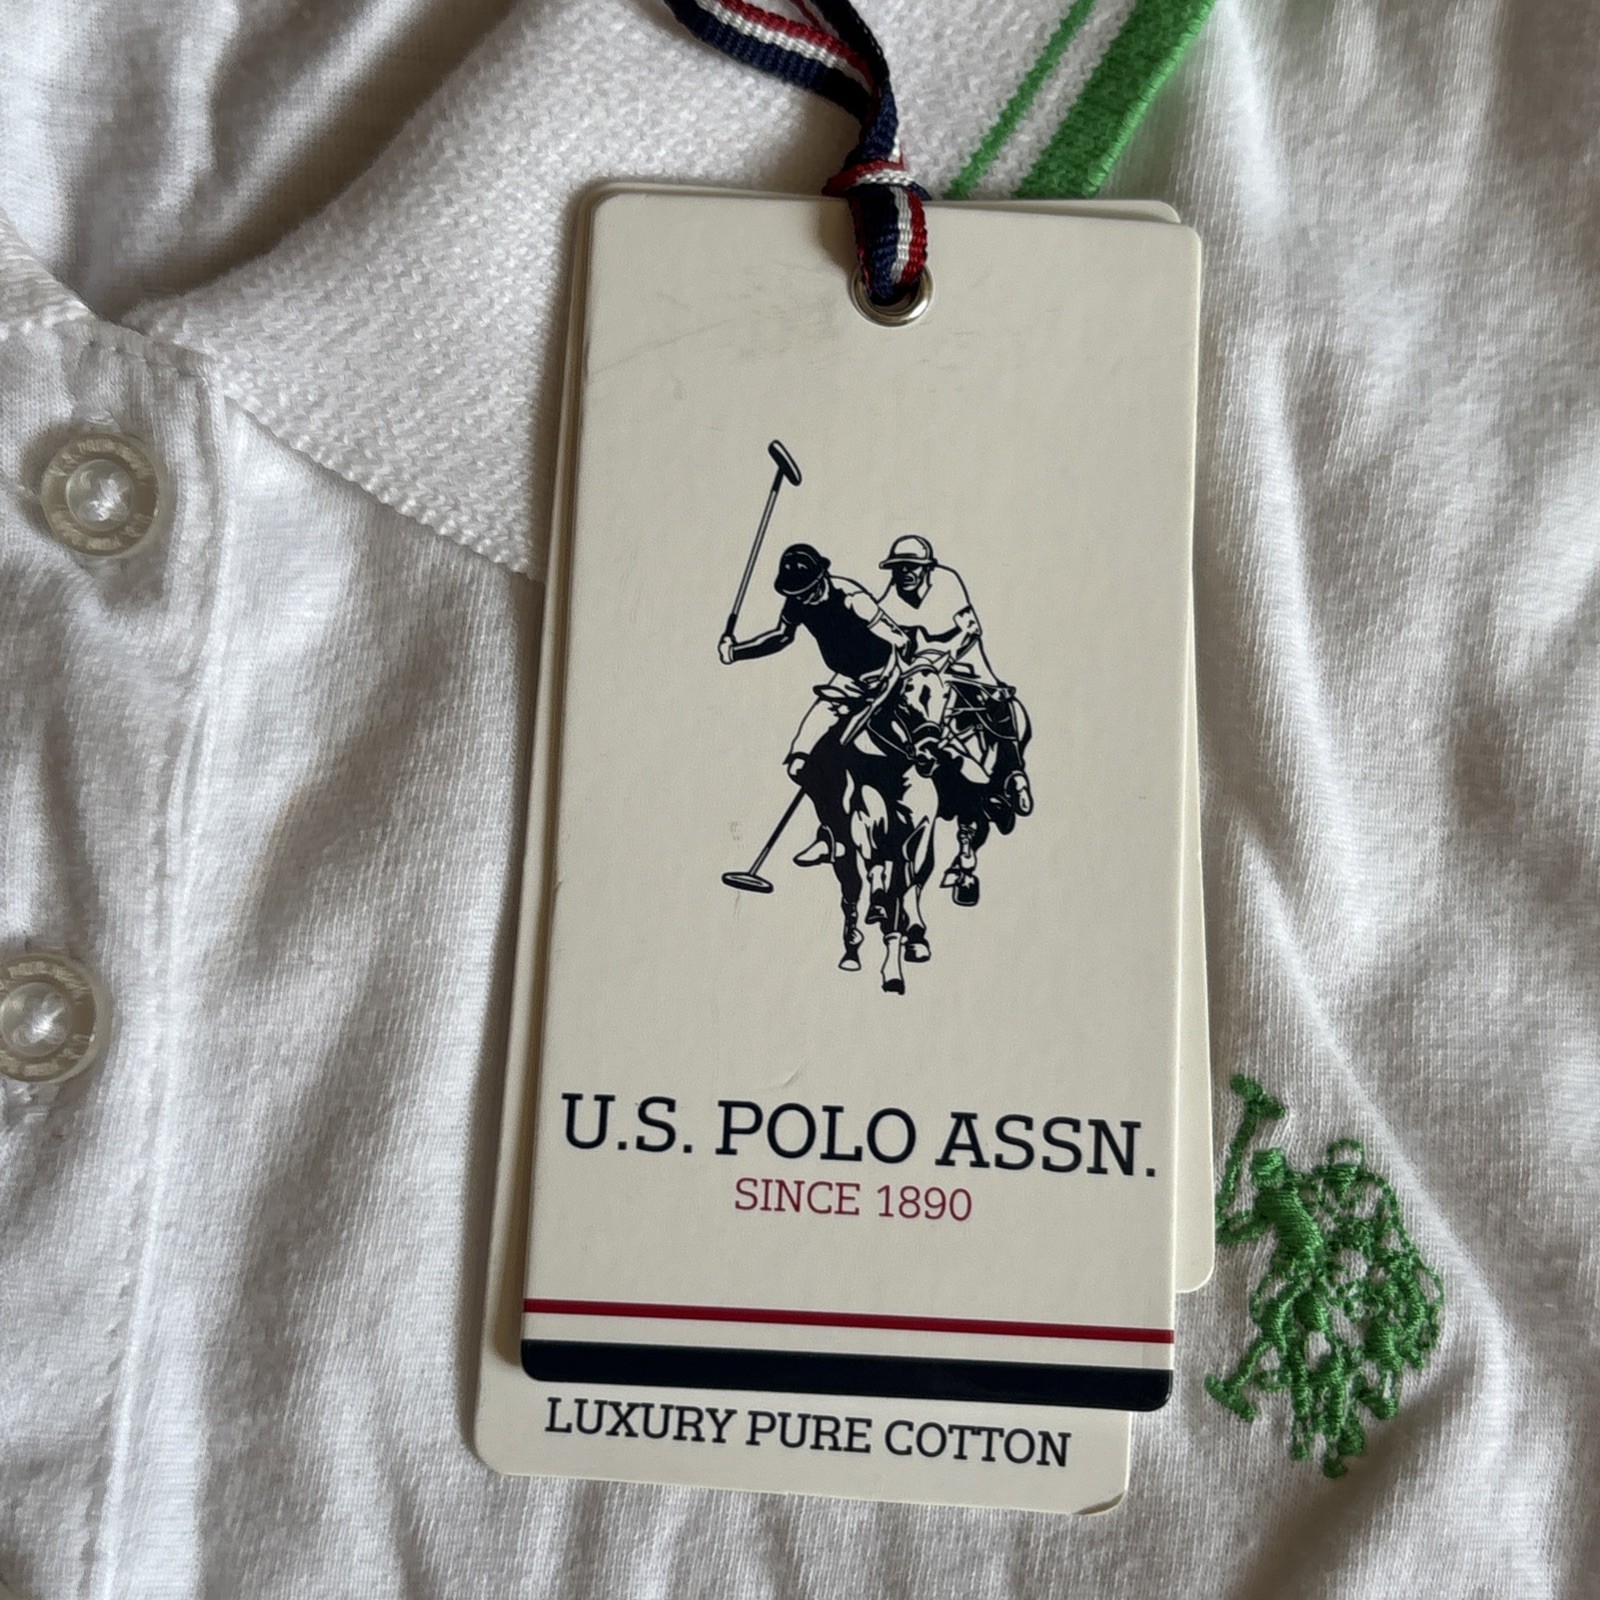 U.S. POLO ASSN.
SINCE 1890
LUXURY PURE COTTON